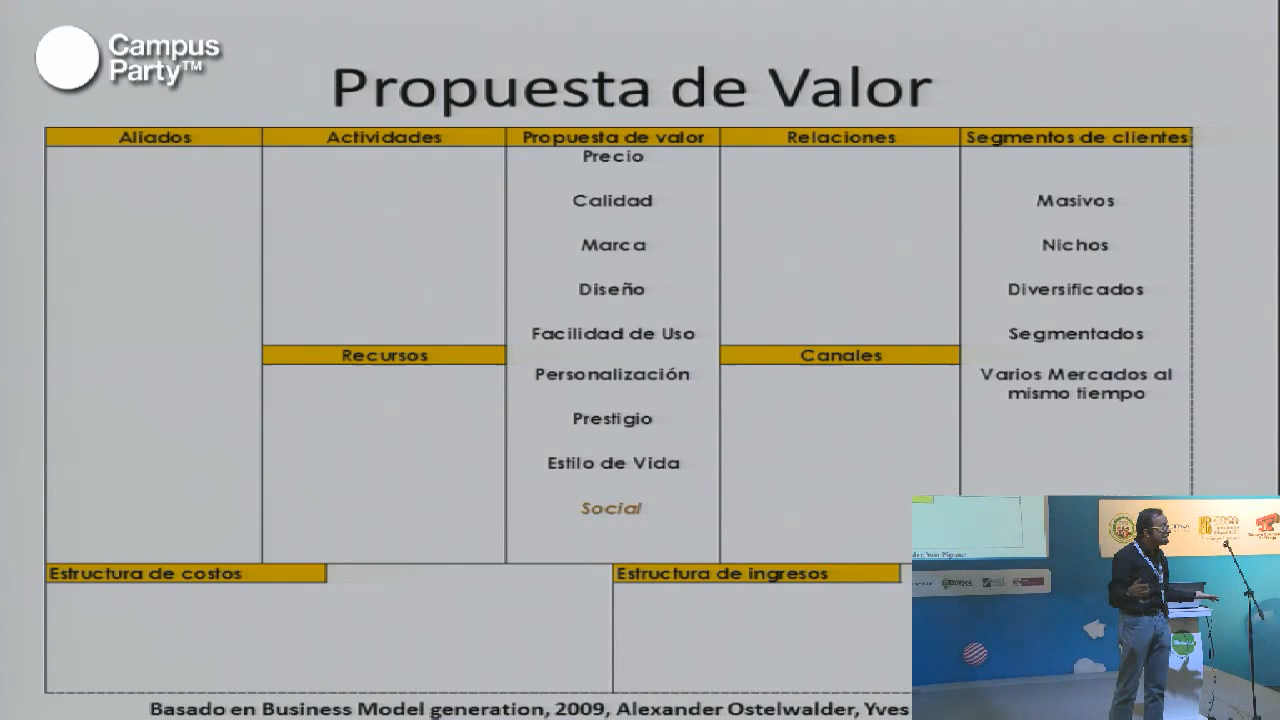 Campus
Party™
Propuesta de Valor
Aliados
Actividades
Propuesta de valor
Relaciones
Segmentos de clientes
Precio
Calidad
Marca
Diseño
Facilidad de Uso
Personalización
Prestigio
Estilo de Vida
Social
Masivos
Nichos
Diversificados
Segmentados
Varios Mercados al
mismo tiempo
Recursos
Canales
Estructura de costos
Estructura de ingresos
Basado en Business Model generation, 2009, Alexander Ostelwalder, Yves